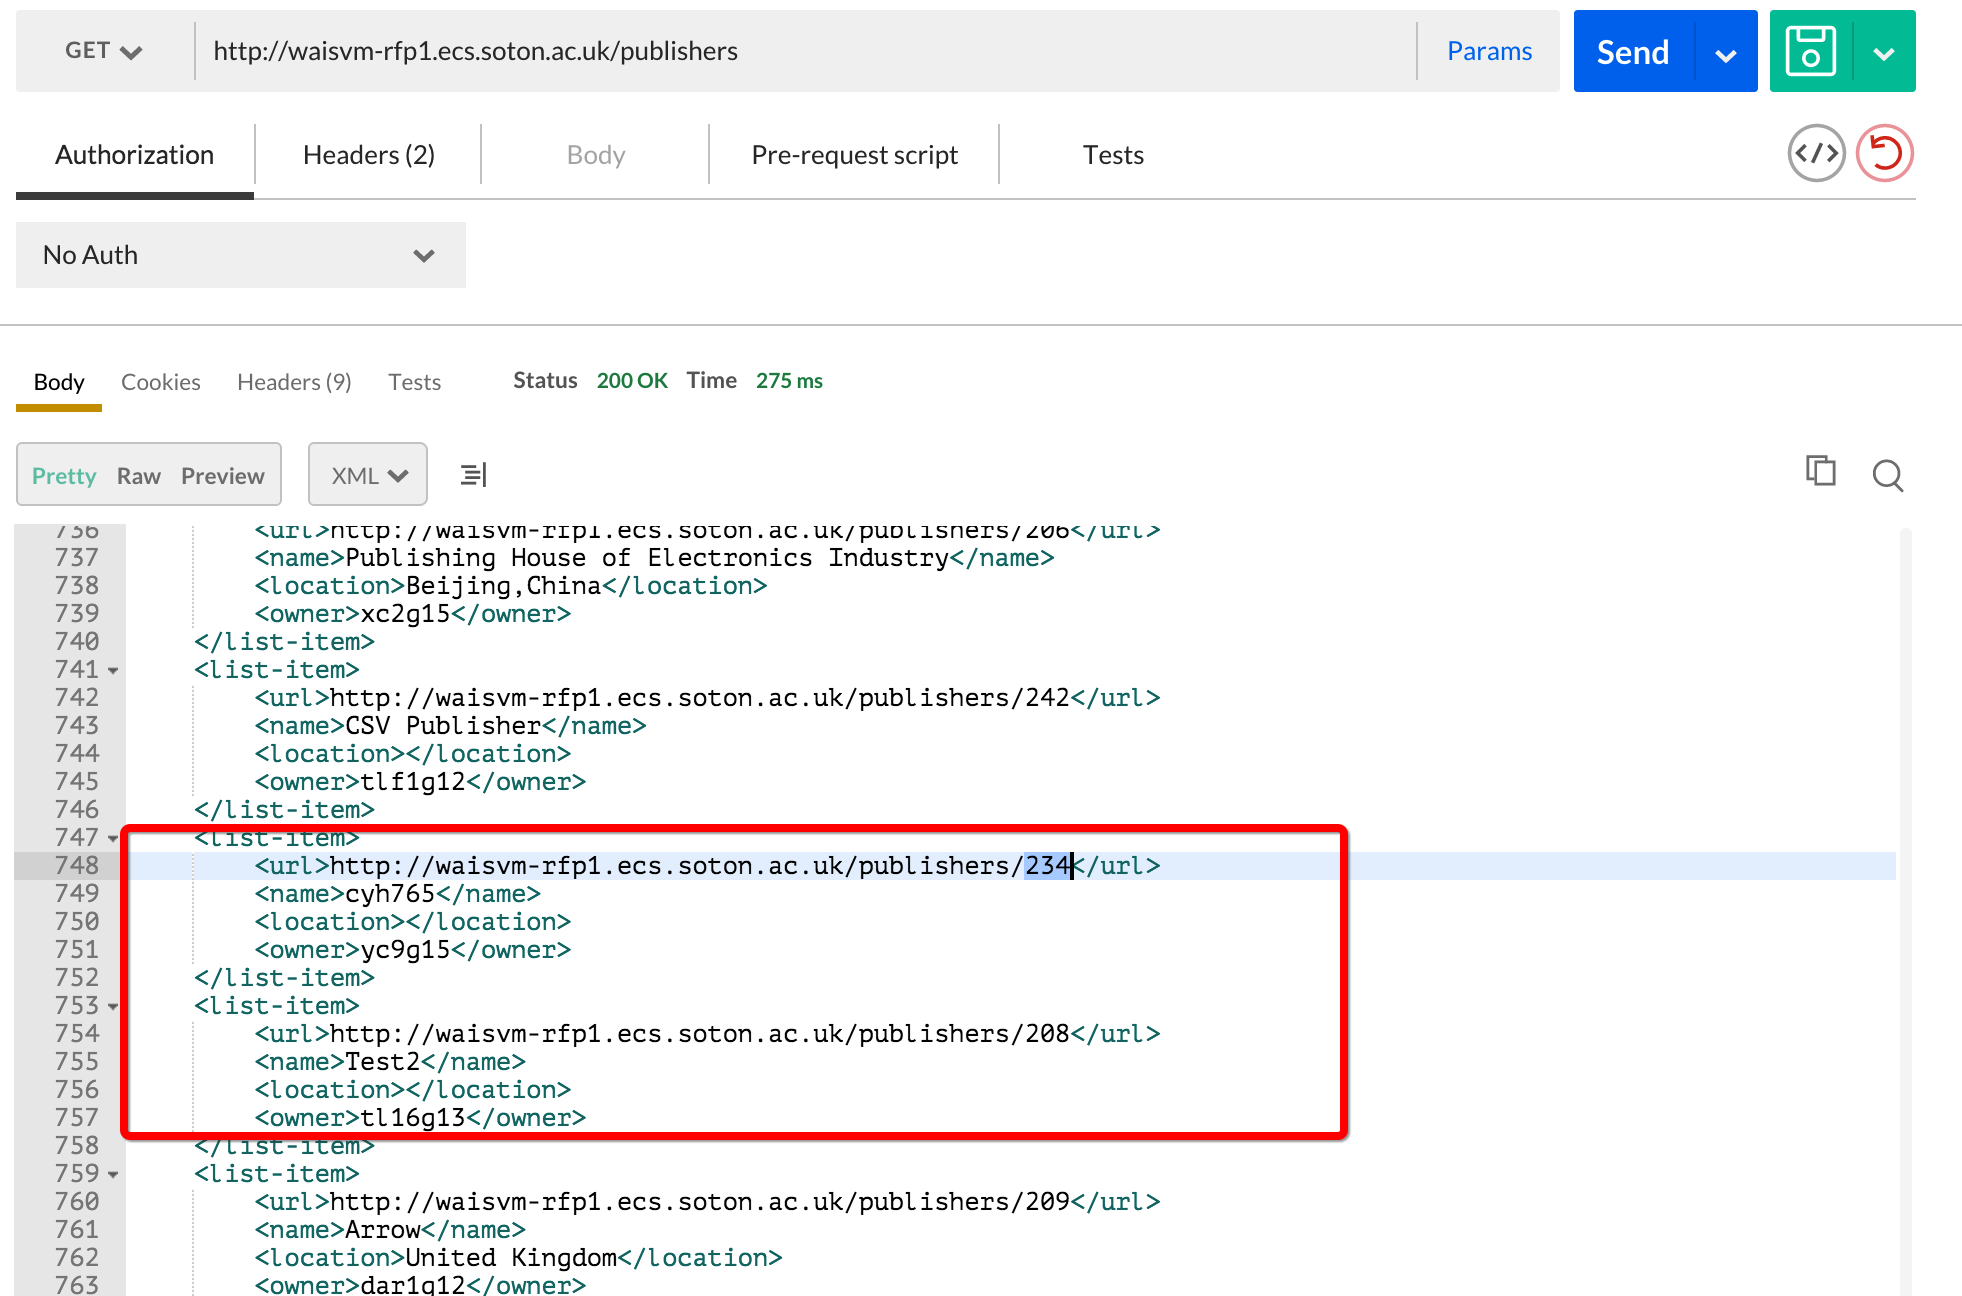 GET http://waisvm-rfp1.ecs.soton.ac.uk/publishers Params Send
Authorization Headers (2) Body Pre-request script Tests
No Auth
Body Cookies Headers (9) Tests Status 200 OK Time 275 ms
Pretty Raw Preview XML
736 <url>http://waisvm-rfp1.ecs.soton.ac.uk/publishers/206</url>
737 <name>Publishing House of Electronics Industry</name>
738 <location>Beijing,China</location>
739 <owner>xc2g15</owner>
740 </list-item>
741 <list-item>
742 <url>http://waisvm-rfp1.ecs.soton.ac.uk/publishers/242</url>
743 <name>CSV Publisher</name>
744 <location></location>
745 <owner>tlf1g12</owner>
746 </list-item>
747 <list-item>
748 <url>http://waisvm-rfp1.ecs.soton.ac.uk/publishers/234</url>
749 <name>cyh765</name>
750 <location></location>
751 <owner>yc9g15</owner>
752 </list-item>
753 <list-item>
754 <url>http://waisvm-rfp1.ecs.soton.ac.uk/publishers/208</url>
755 <name>Test2</name>
756 <location></location>
757 <owner>tl16g13</owner>
758 </list-item>
759 <list-item>
760 <url>http://waisvm-rfp1.ecs.soton.ac.uk/publishers/209</url>
761 <name>Arrow</name>
762 <location>United Kingdom</location>
763 <owner>dar1g12</owner>